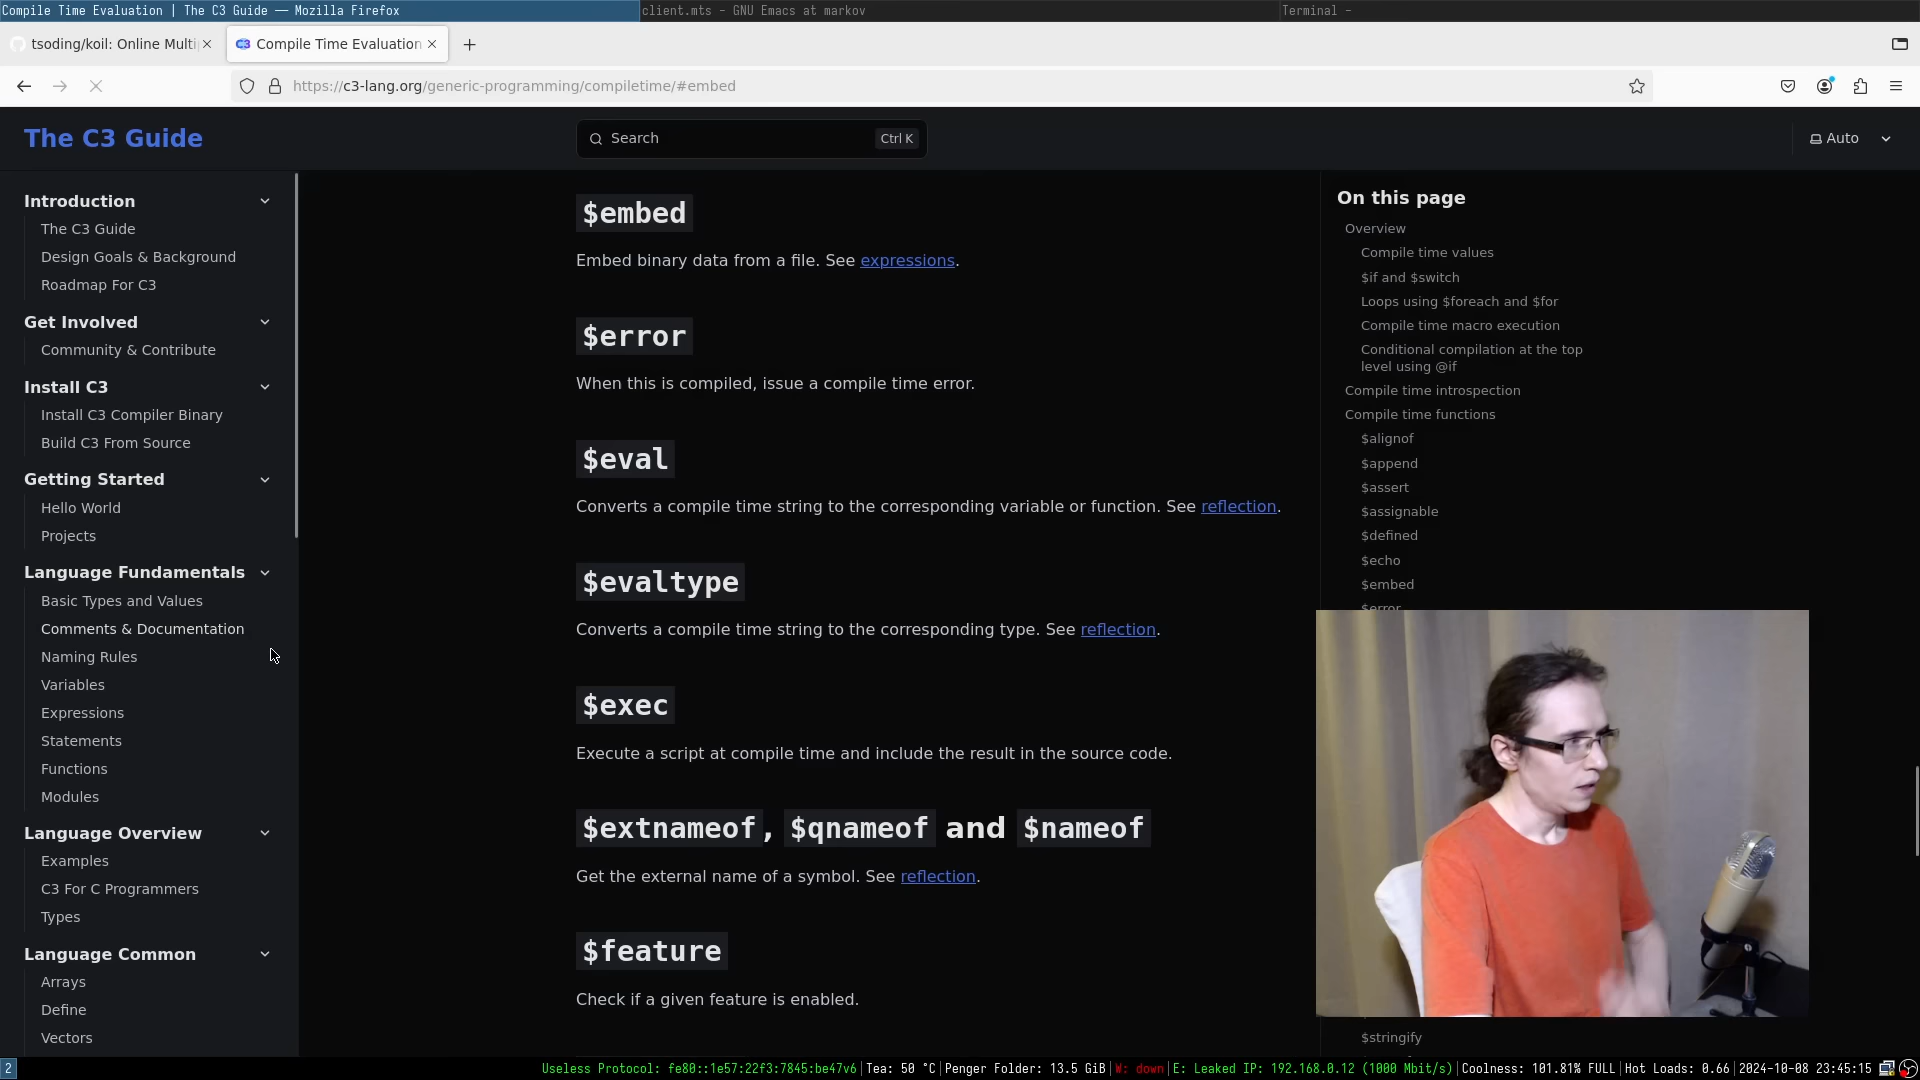 Compile Time Evaluation | The C3 Guide — Mozilla Firefox
client.mts - GNU Emacs at markov
Terminal -
tsoding/koil: Online Multi
Compile Time Evaluation
https://c3-lang.org/generic-programming/compiletime/#embed
The C3 Guide
Search
Ctrl K
Auto
Introduction
The C3 Guide
Design Goals & Background
Roadmap For C3
Get Involved
Community & Contribute
Install C3
Install C3 Compiler Binary
Build C3 From Source
Getting Started
Hello World
Projects
Language Fundamentals
Basic Types and Values
Comments & Documentation
Naming Rules
Variables
Expressions
Statements
Functions
Modules
Language Overview
Examples
C3 For C Programmers
Types
Language Common
Arrays
Define
Vectors
$embed
Embed binary data from a file. See expressions.
$error
When this is compiled, issue a compile time error.
$eval
Converts a compile time string to the corresponding variable or function. See reflection.
$evaltype
Converts a compile time string to the corresponding type. See reflection.
$exec
Execute a script at compile time and include the result in the source code.
$extnameof, $qnameof and $nameof
Get the external name of a symbol. See reflection.
$feature
Check if a given feature is enabled.
On this page
Overview
Compile time values
$if and $switch
Loops using $foreach and $for
Compile time macro execution
Conditional compilation at the top
level using @if
Compile time introspection
Compile time functions
$alignof
$append
$assert
$assignable
$defined
$echo
$embed
$error
$stringify
2
Useless Protocol: fe80::1e57:22f3:7845:be47v6|Tea: 50 °C|Penger Folder: 13.5 GiB|W: down|E: Leaked IP: 192.168.0.12 (1000 Mbit/s)|Coolness: 101.81% FULL|Hot Loads: 0.66|2024-10-08 23:45:15